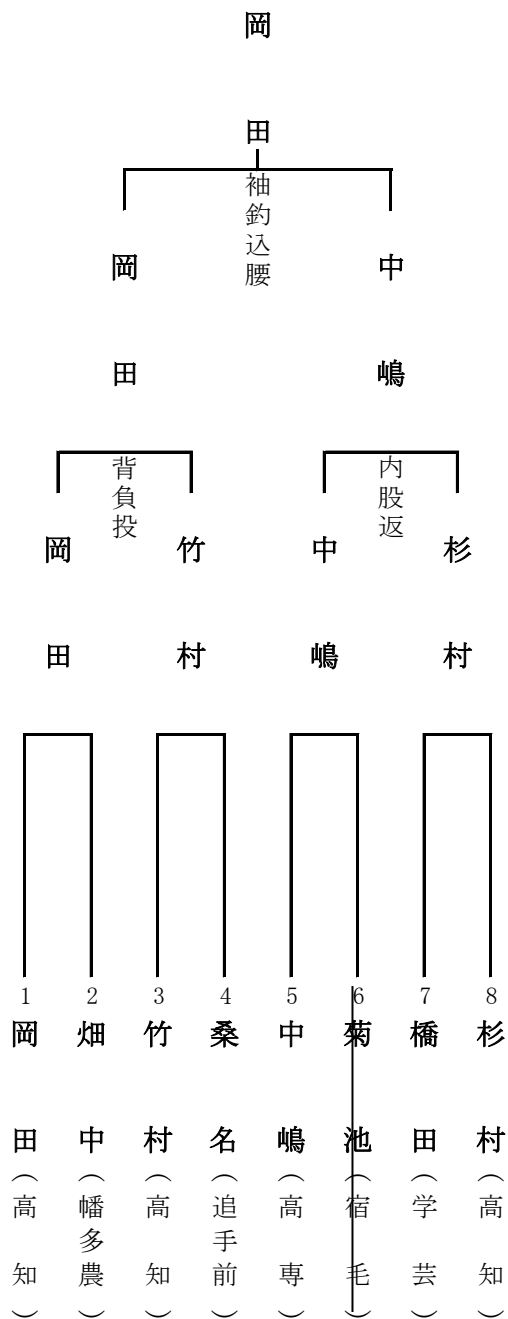 岡田
袖釣込腰
岡田
中嶋
背負投
内股返
岡田
竹村
中嶋
杉村
1
2
3
4
5
6
7
8
岡田（高知）
畑中（幡多農）
竹村（高知）
桑名（追手前）
中嶋（高専）
菊池（宿毛）
橋田（学芸）
杉村（高知）